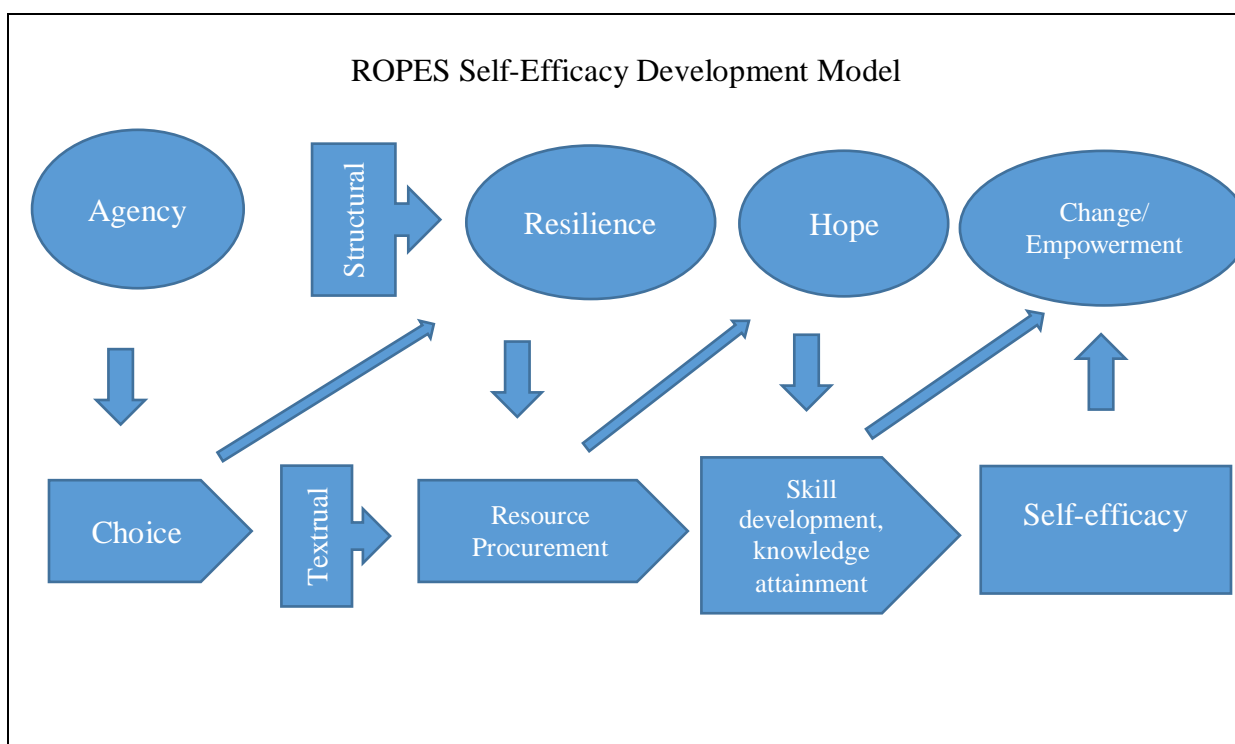 ROPES Self-Efficacy Development Model
Agency
Structural
Resilience
Hope
Change/
Empowerment
Choice
Textrual
Resource
Procurement
Skill
development,
knowledge
attainment
Self-efficacy